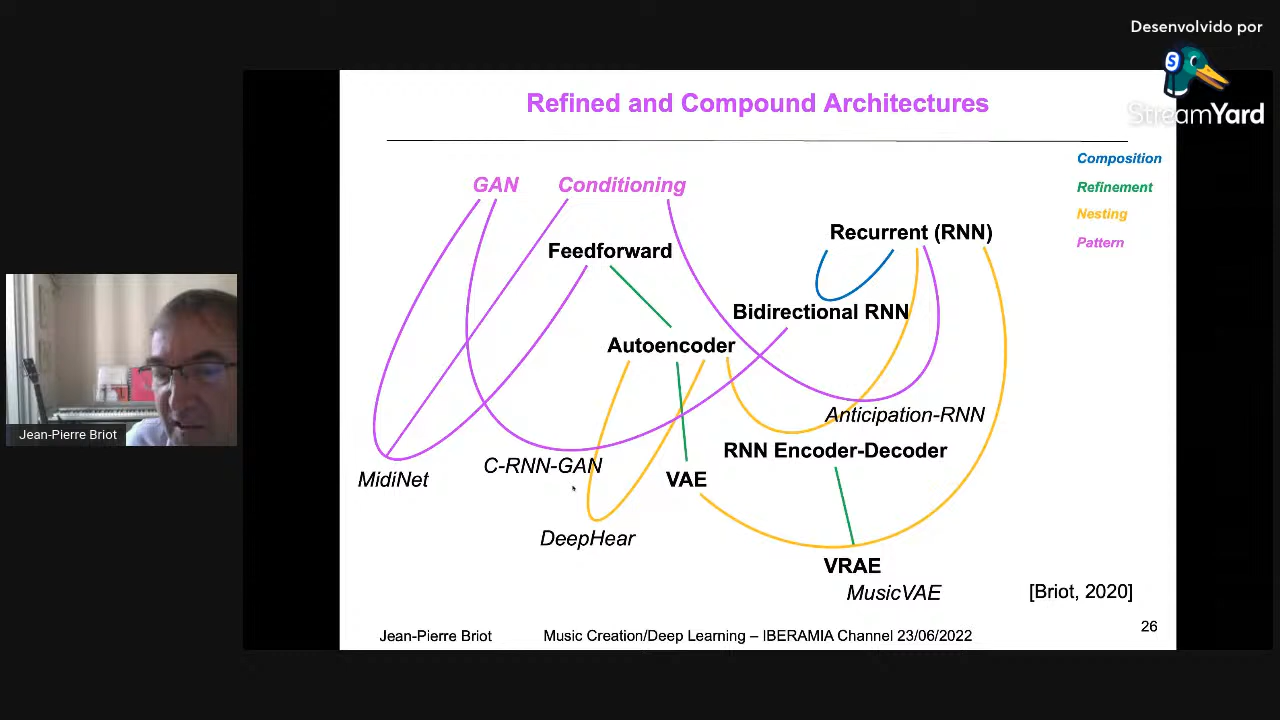 Desenvolvido por
StreamYard
Refined and Compound Architectures
Composition
Refinement
Nesting
Pattern
GAN
Conditioning
Recurrent (RNN)
Feedforward
Bidirectional RNN
Autoencoder
Anticipation-RNN
RNN Encoder-Decoder
C-RNN-GAN
MidiNet
VAE
DeepHear
VRAE
MusicVAE
[Briot, 2020]
26
Jean-Pierre Briot
Music Creation/Deep Learning – IBERAMIA Channel 23/06/2022
Jean-Pierre Briot
S